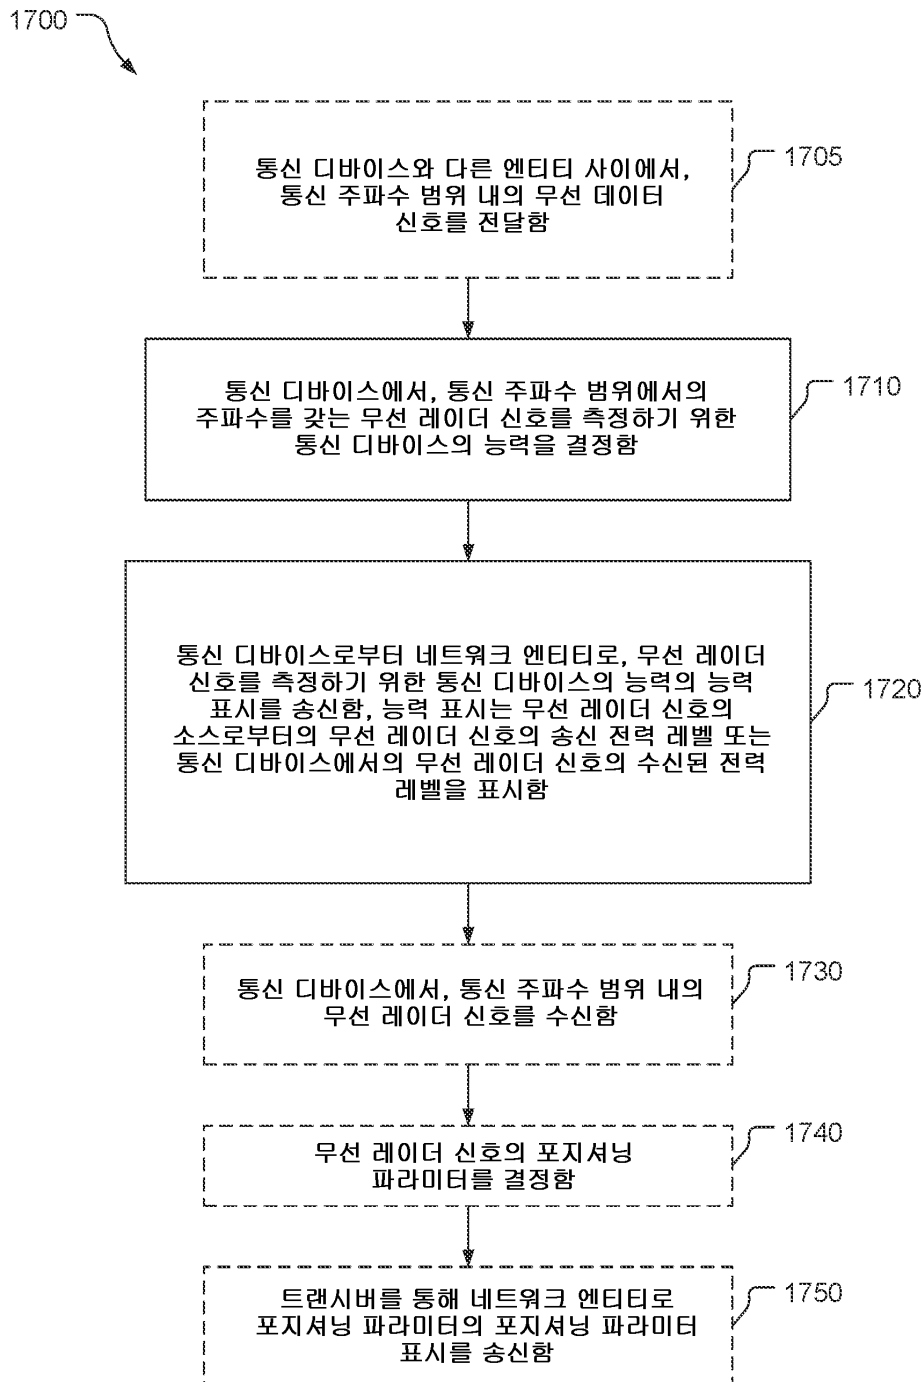 1700
통신 디바이스와 다른 엔티티 사이에서,
통신 주파수 범위 내의 무선 데이터
신호를 전달함
1705
통신 디바이스에서, 통신 주파수 범위에서의
주파수를 갖는 무선 레이더 신호를 측정하기 위한
통신 디바이스의 능력을 결정함
1710
통신 디바이스로부터 네트워크 엔티티로, 무선 레이더
신호를 측정하기 위한 통신 디바이스의 능력의 능력
표시를 송신함, 능력 표시는 무선 레이더 신호의
소스로부터의 무선 레이더 신호의 송신 전력 레벨 또는
통신 디바이스에서의 무선 레이더 신호의 수신된 전력
레벨을 표시함
1720
통신 디바이스에서, 통신 주파수 범위 내의
무선 레이더 신호를 수신함
1730
무선 레이더 신호의 포지셔닝
파라미터를 결정함
1740
트랜시버를 통해 네트워크 엔티티로
포지셔닝 파라미터의 포지셔닝 파라미터
표시를 송신함
1750